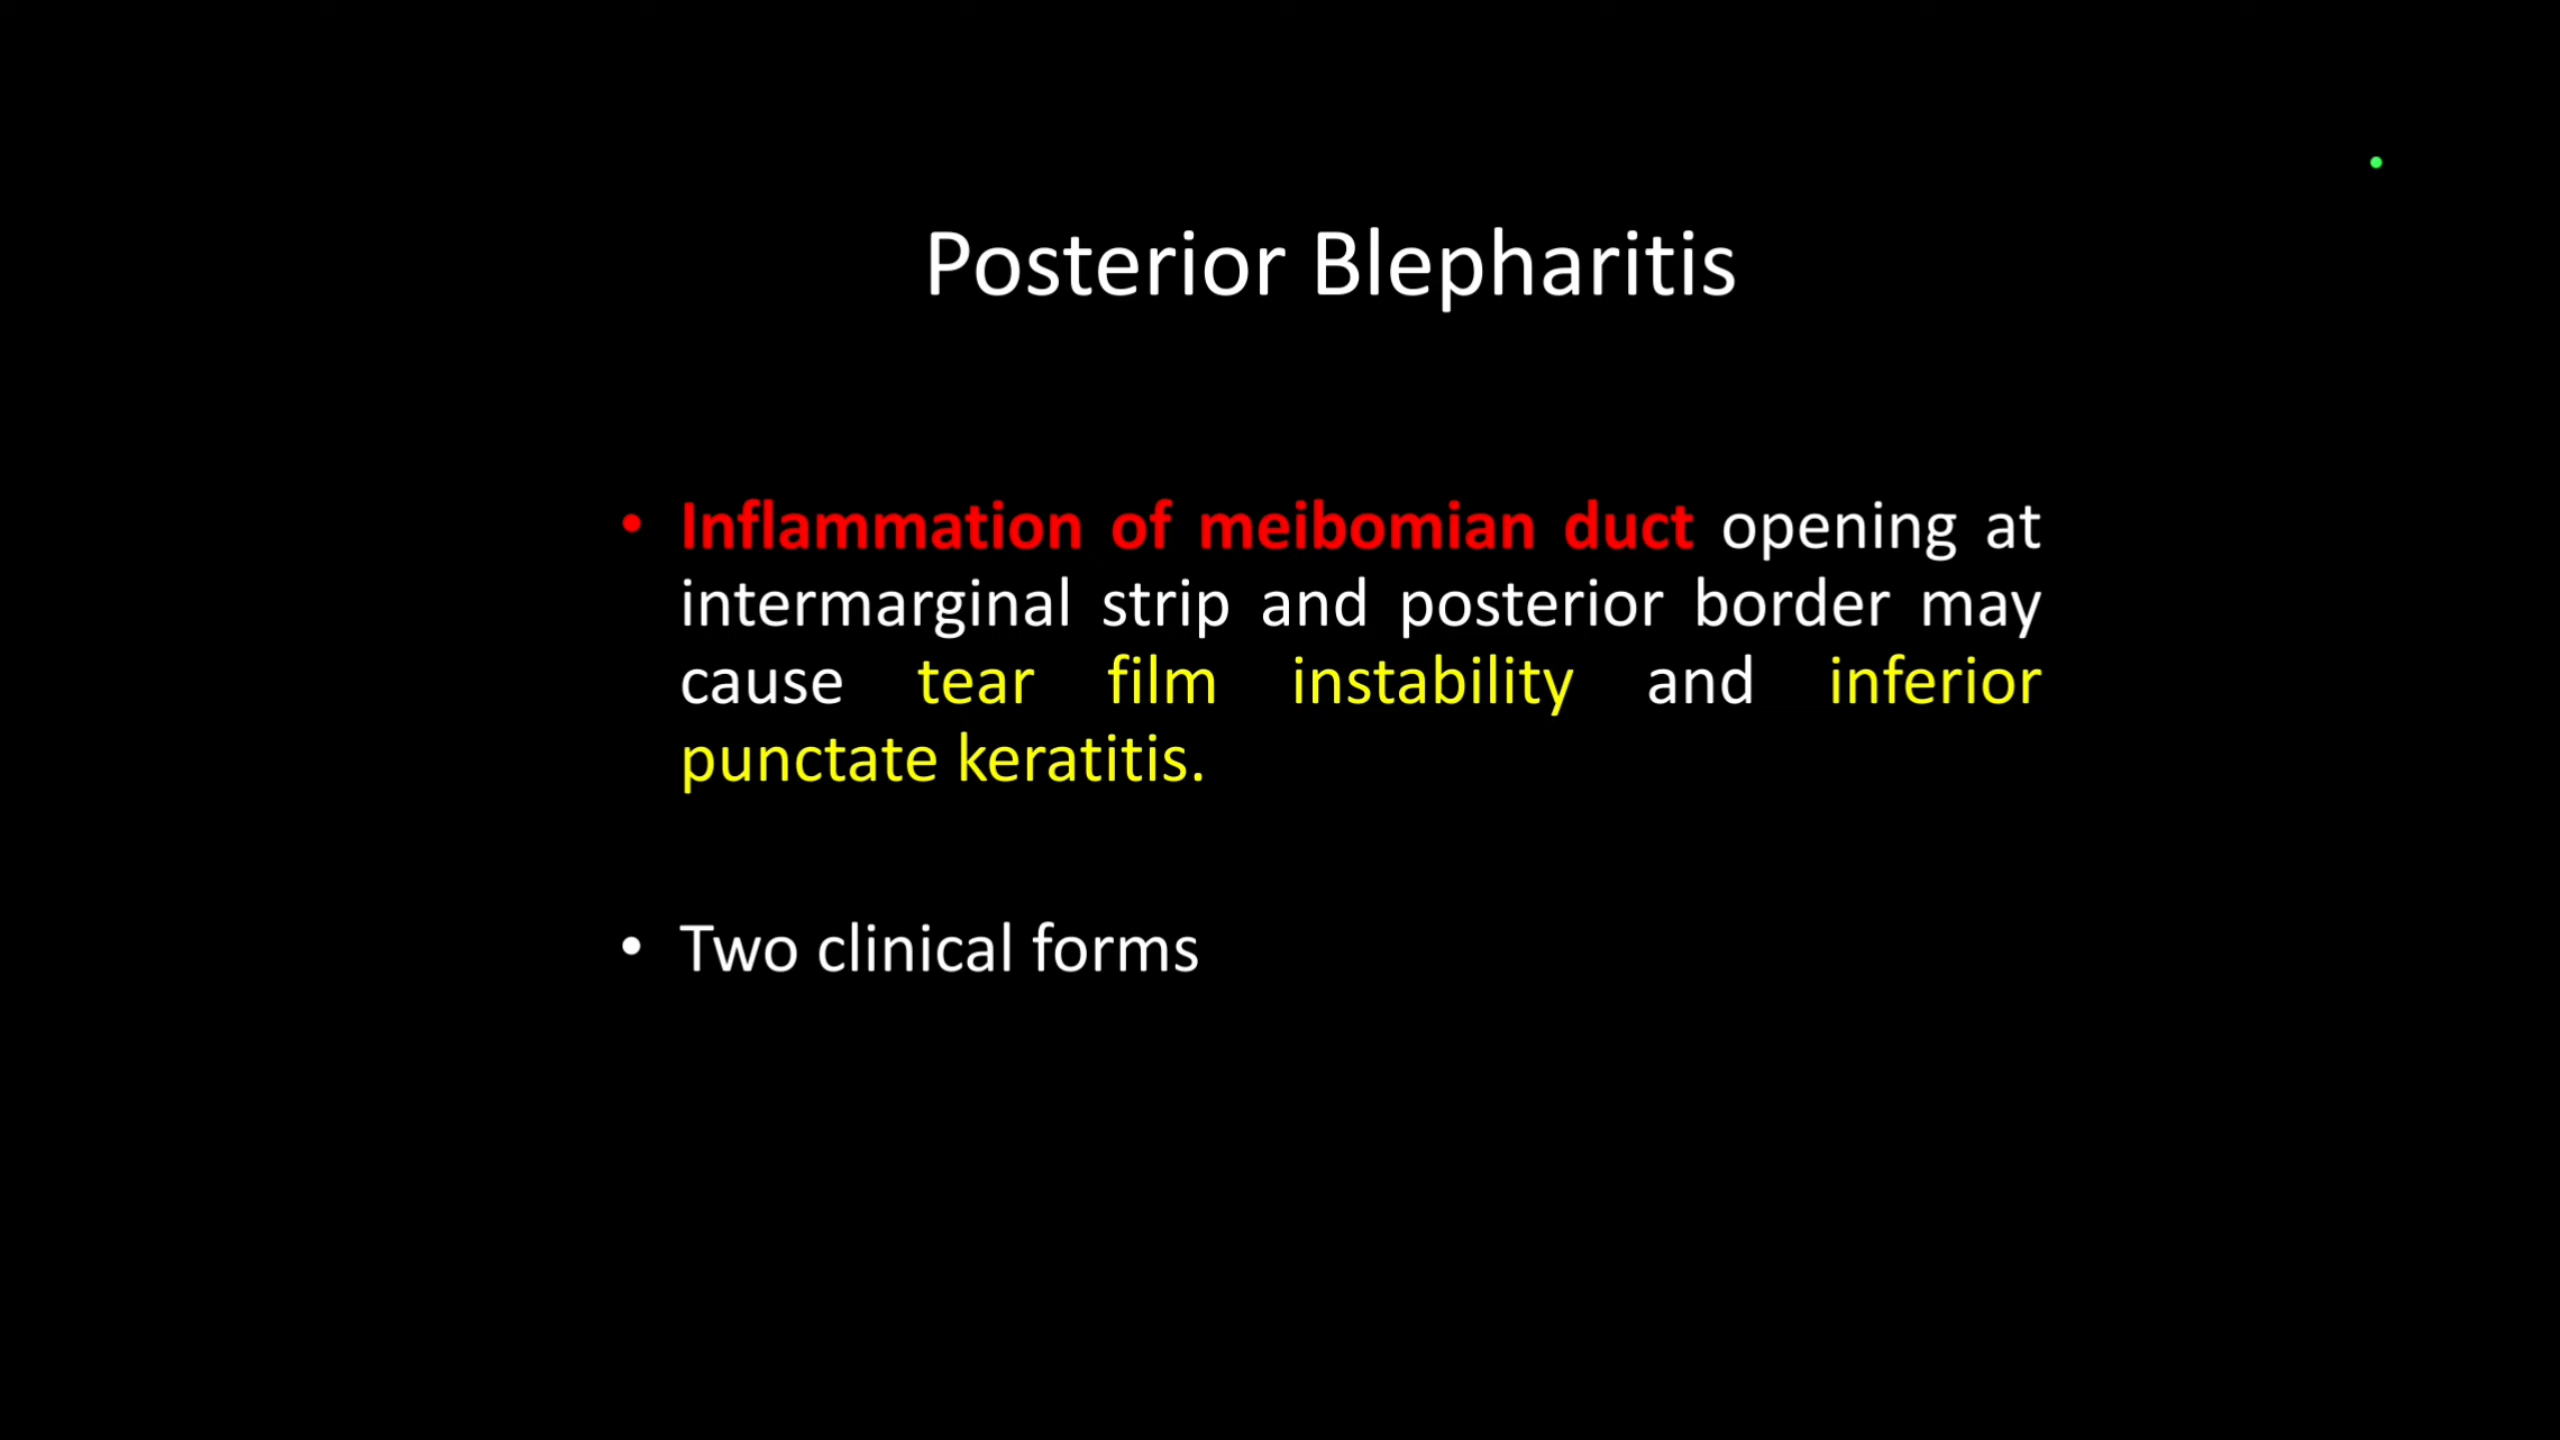 Posterior Blepharitis
• Inflammation of meibomian duct opening at
intermarginal strip and posterior border may
cause tear film instability and inferior
punctate keratitis.
• Two clinical forms